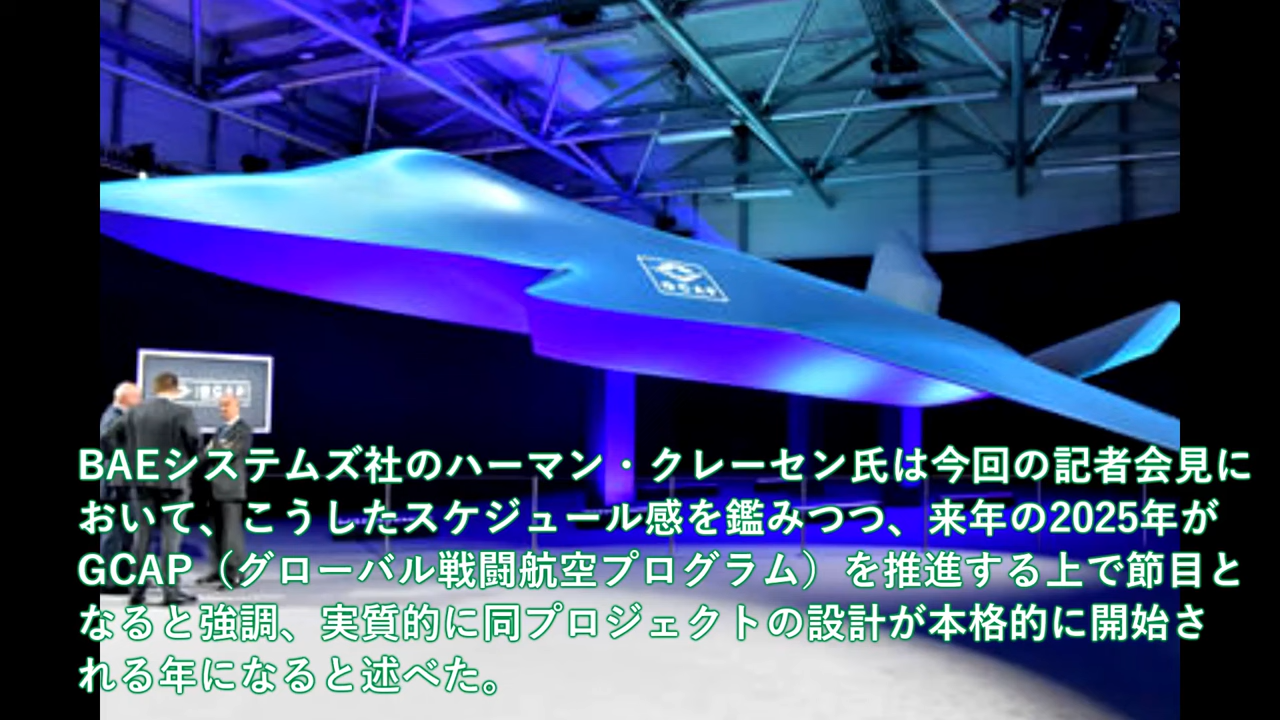 GCAP
GCAP
BAEシステムズ社のハーマン・クレーセン氏は今回の記者会見に
おいて、こうしたスケジュール感を鑑みつつ、来年の2025年が
GCAP（グローバル戦闘航空プログラム）を推進する上で節目と
なると強調、実質的に同プロジェクトの設計が本格的に開始さ
れる年になると述べた。